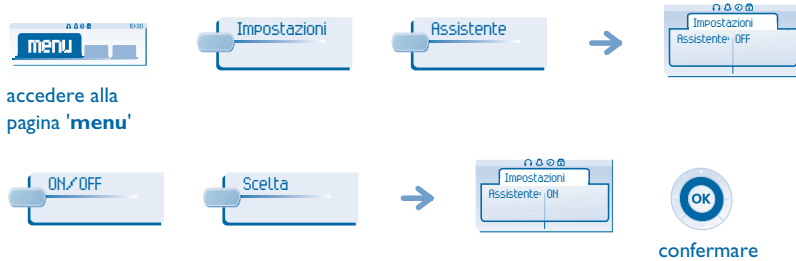 10:30
menu
Impostazioni
Assistente
Impostazioni
Assistente: OFF
accedere alla
pagina 'menu'
ON/OFF
Scelta
Impostazioni
Assistente: ON
OK
confermare